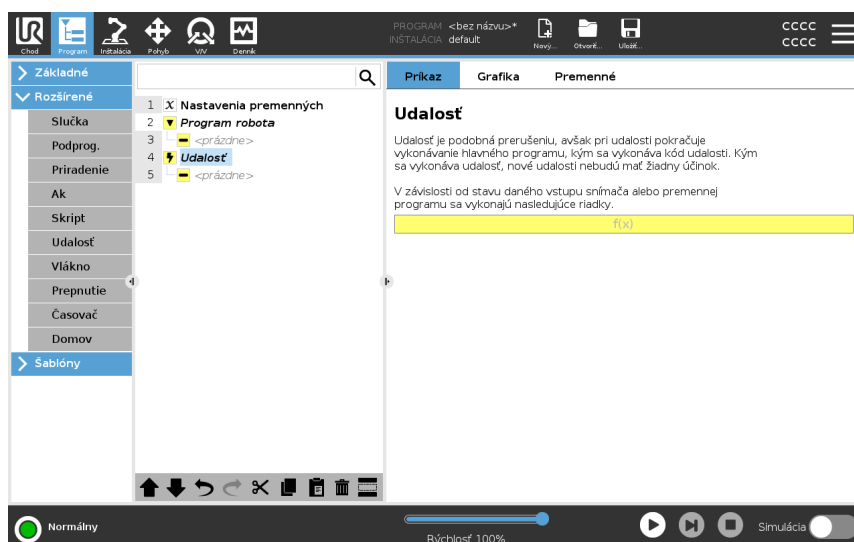 UR
PROGRAM <bez názvu>*
INŠTALÁCIA default
CCCC
CCCC
Chod Program Inštalácia Pohyb V/V Denník Nový... Otvoriť... Uložiť...
Základné
Rozšírené
Slučka
Podprog.
Priradenie
Ak
Skript
Udalosť
Vlákno
Prepnutie
Časovač
Domov
Šablóny
1 X Nastavenia premenných
2 Program robota
3 <prázdne>
4 Udalosť
5 <prázdne>
Príkaz Grafika Premenné
Udalosť
Udalosť je podobná prerušeniu, avšak pri udalosti pokračuje
vykonávanie hlavného programu, kým sa vykonáva kód udalosti. Kým
sa vykonáva udalosť, nové udalosti nebudú mať žiadny účinok.
V závislosti od stavu daného vstupu snímača alebo premennej
programu sa vykonajú nasledujúce riadky.
f(x)
Normálny
Rýchlosť 100%
Simulácia